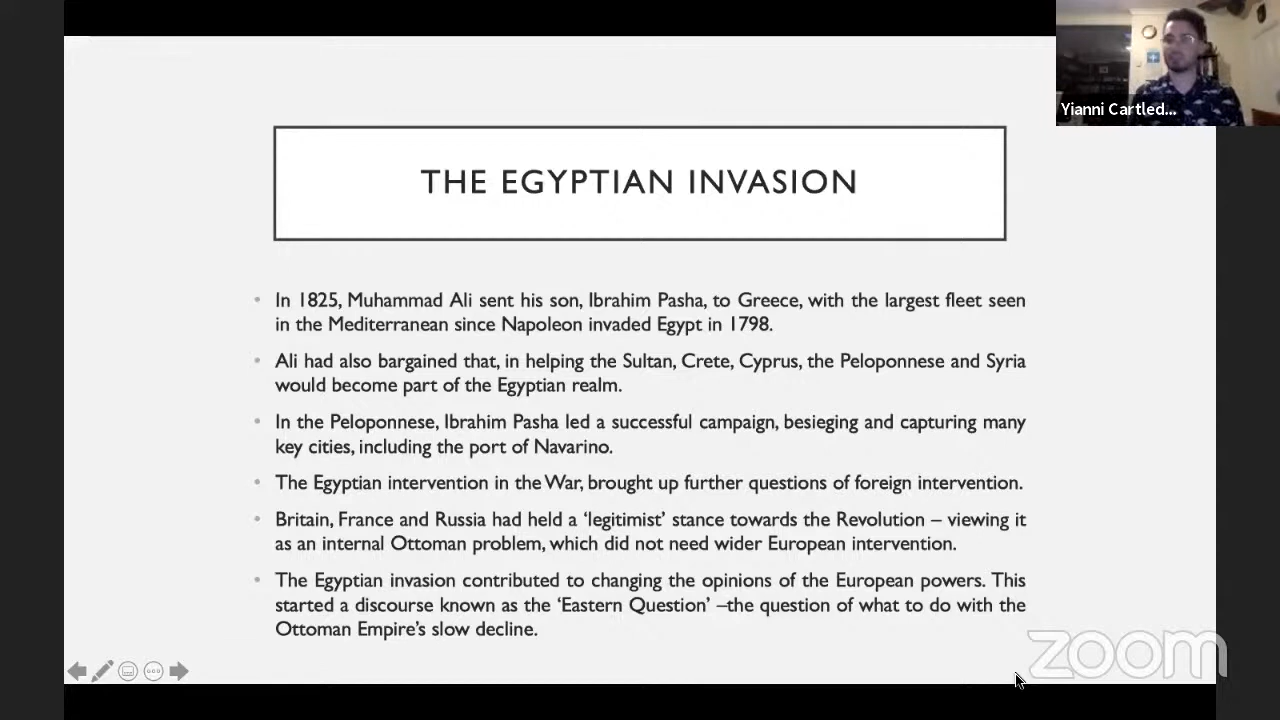 Yianni Cartled...
THE EGYPTIAN INVASION
• In 1825, Muhammad Ali sent his son, Ibrahim Pasha, to Greece, with the largest fleet seen
in the Mediterranean since Napoleon invaded Egypt in 1798.
• Ali had also bargained that, in helping the Sultan, Crete, Cyprus, the Peloponnese and Syria
would become part of the Egyptian realm.
• In the Peloponnese, Ibrahim Pasha led a successful campaign, besieging and capturing many
key cities, including the port of Navarino.
• The Egyptian intervention in the War, brought up further questions of foreign intervention.
• Britain, France and Russia had held a ‘legitimist’ stance towards the Revolution – viewing it
as an internal Ottoman problem, which did not need wider European intervention.
• The Egyptian invasion contributed to changing the opinions of the European powers. This
started a discourse known as the ‘Eastern Question’ –the question of what to do with the
Ottoman Empire’s slow decline.
zoom